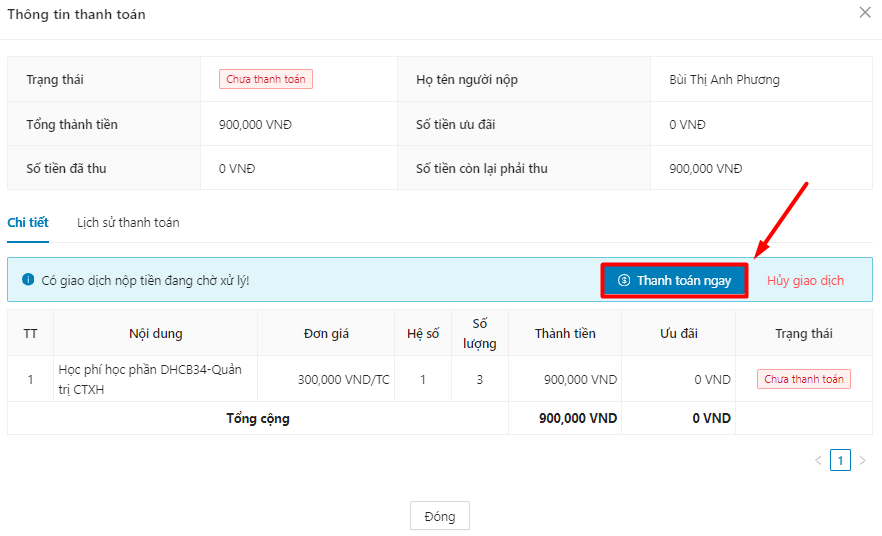 Thông tin thanh toán
Trạng thái Chưa thanh toán Họ tên người nộp Bùi Thị Anh Phương
Tổng thành tiền 900,000 VNĐ Số tiền ưu đãi 0 VNĐ
Số tiền đã thu 0 VNĐ Số tiền còn lại phải thu 900,000 VNĐ
Chi tiết Lịch sử thanh toán
Có giao dịch nộp tiền đang chờ xử lý! Thanh toán ngay Hủy giao dịch
TT Nội dung Đơn giá Hệ số Số lượng Thành tiền Ưu đãi Trạng thái
1 Học phí học phần DHCB34-Quản trị CTXH 300,000 VND/TC 1 3 900,000 VND 0 VND Chưa thanh toán
Tổng cộng 900,000 VND 0 VND
1
Đóng